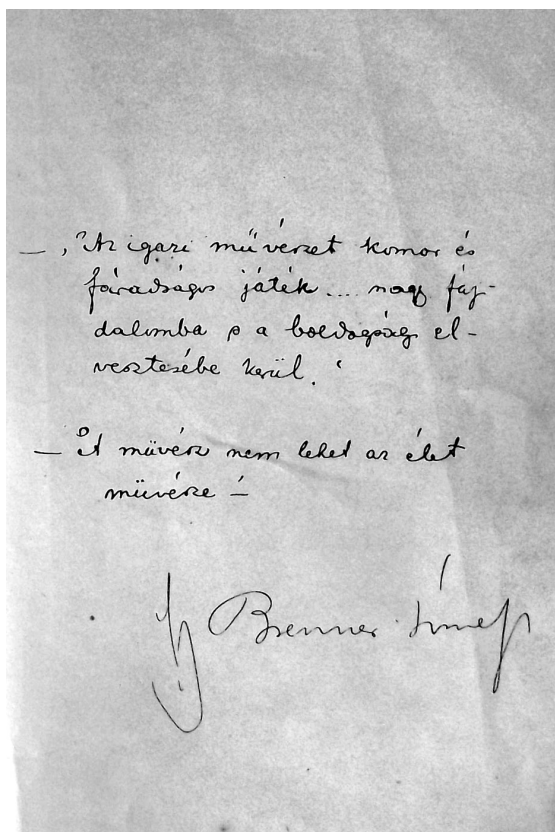 — „Az igazi művészet komor és
fáradságos játék.... nagy fáj-
dalomba s a boldogság el-
vesztésébe kerül."
— A művész nem lehet az élet
művésze —
Ifj Brenner József